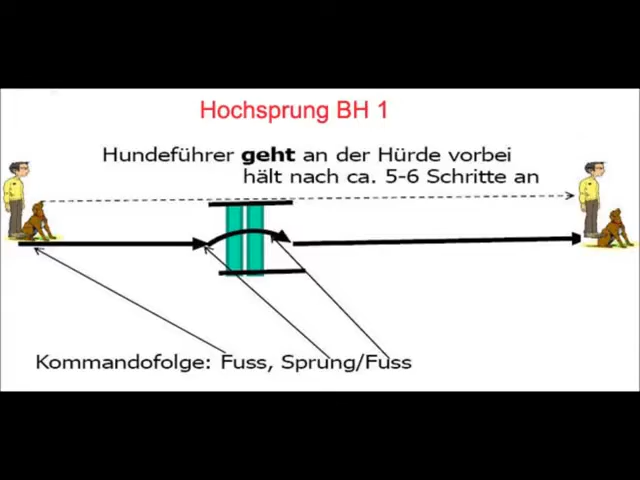 Hochsprung BH 1
Hundeführer geht an der Hürde vorbei
hält nach ca. 5-6 Schritte an
Kommandofolge: Fuss, Sprung/Fuss